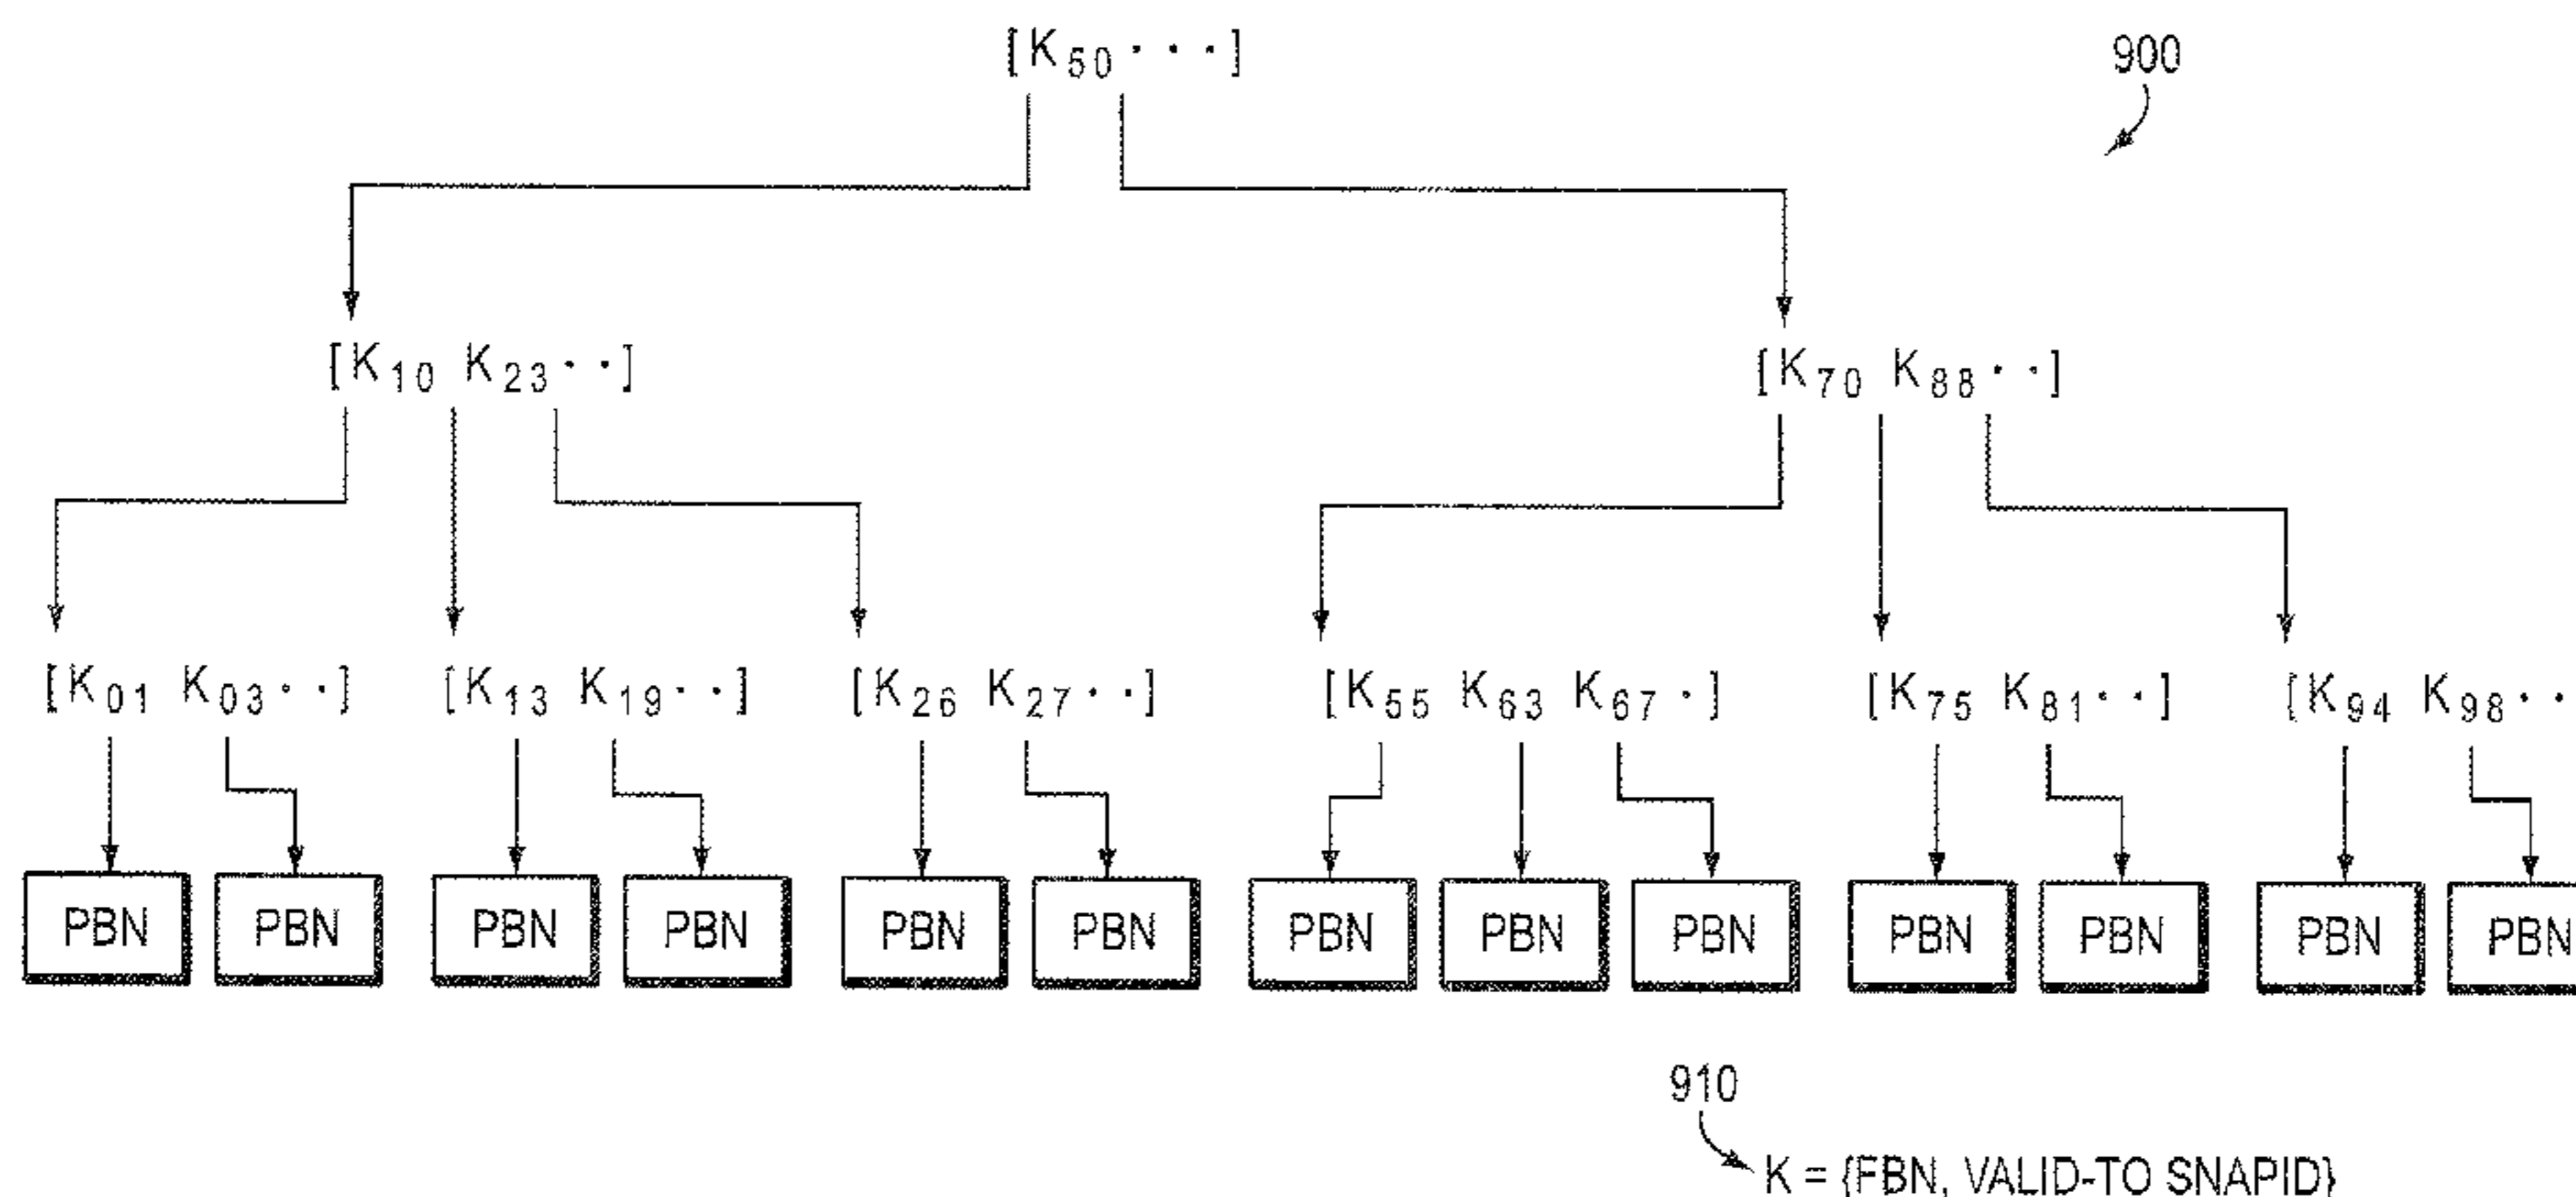 [K50 · · ·]
900
[K10 K23 · ·]
[K70 K88 · ·]
[K01 K03 · ·] [K13 K19 · ·] [K26 K27 · ·] [K55 K63 K67 ·] [K75 K81 · ·] [K94 K98 · ·
PBN PBN PBN PBN PBN PBN PBN PBN PBN PBN PBN PBN PBN
910
K = {FBN, VALID-TO SNAPID}